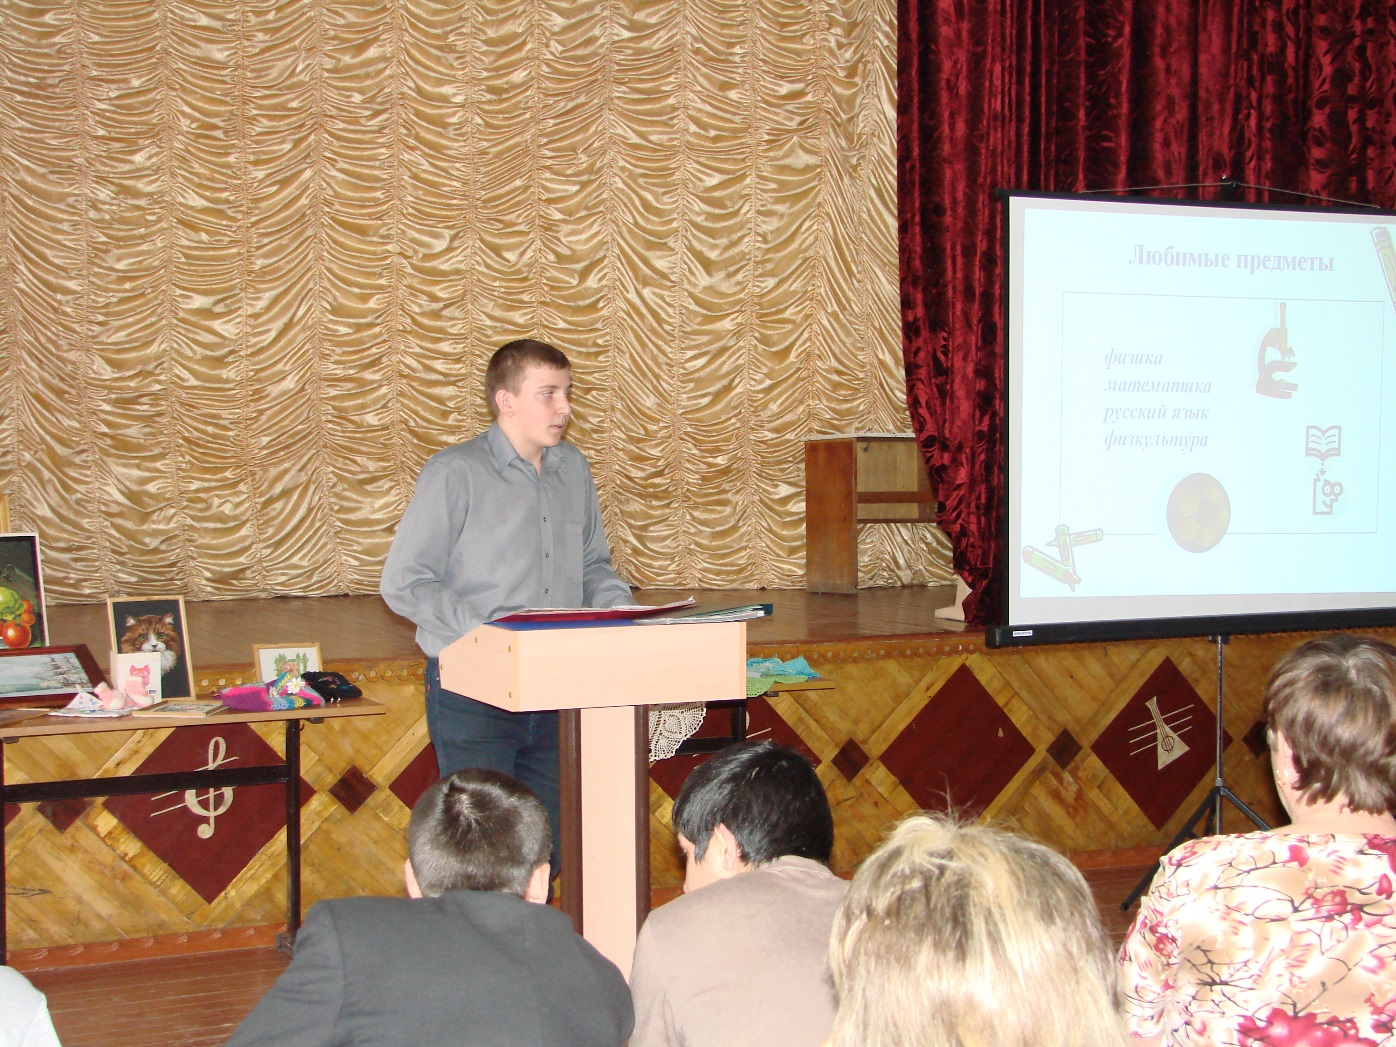 Любимые предметы
физика
математика
русский язык
физкультура